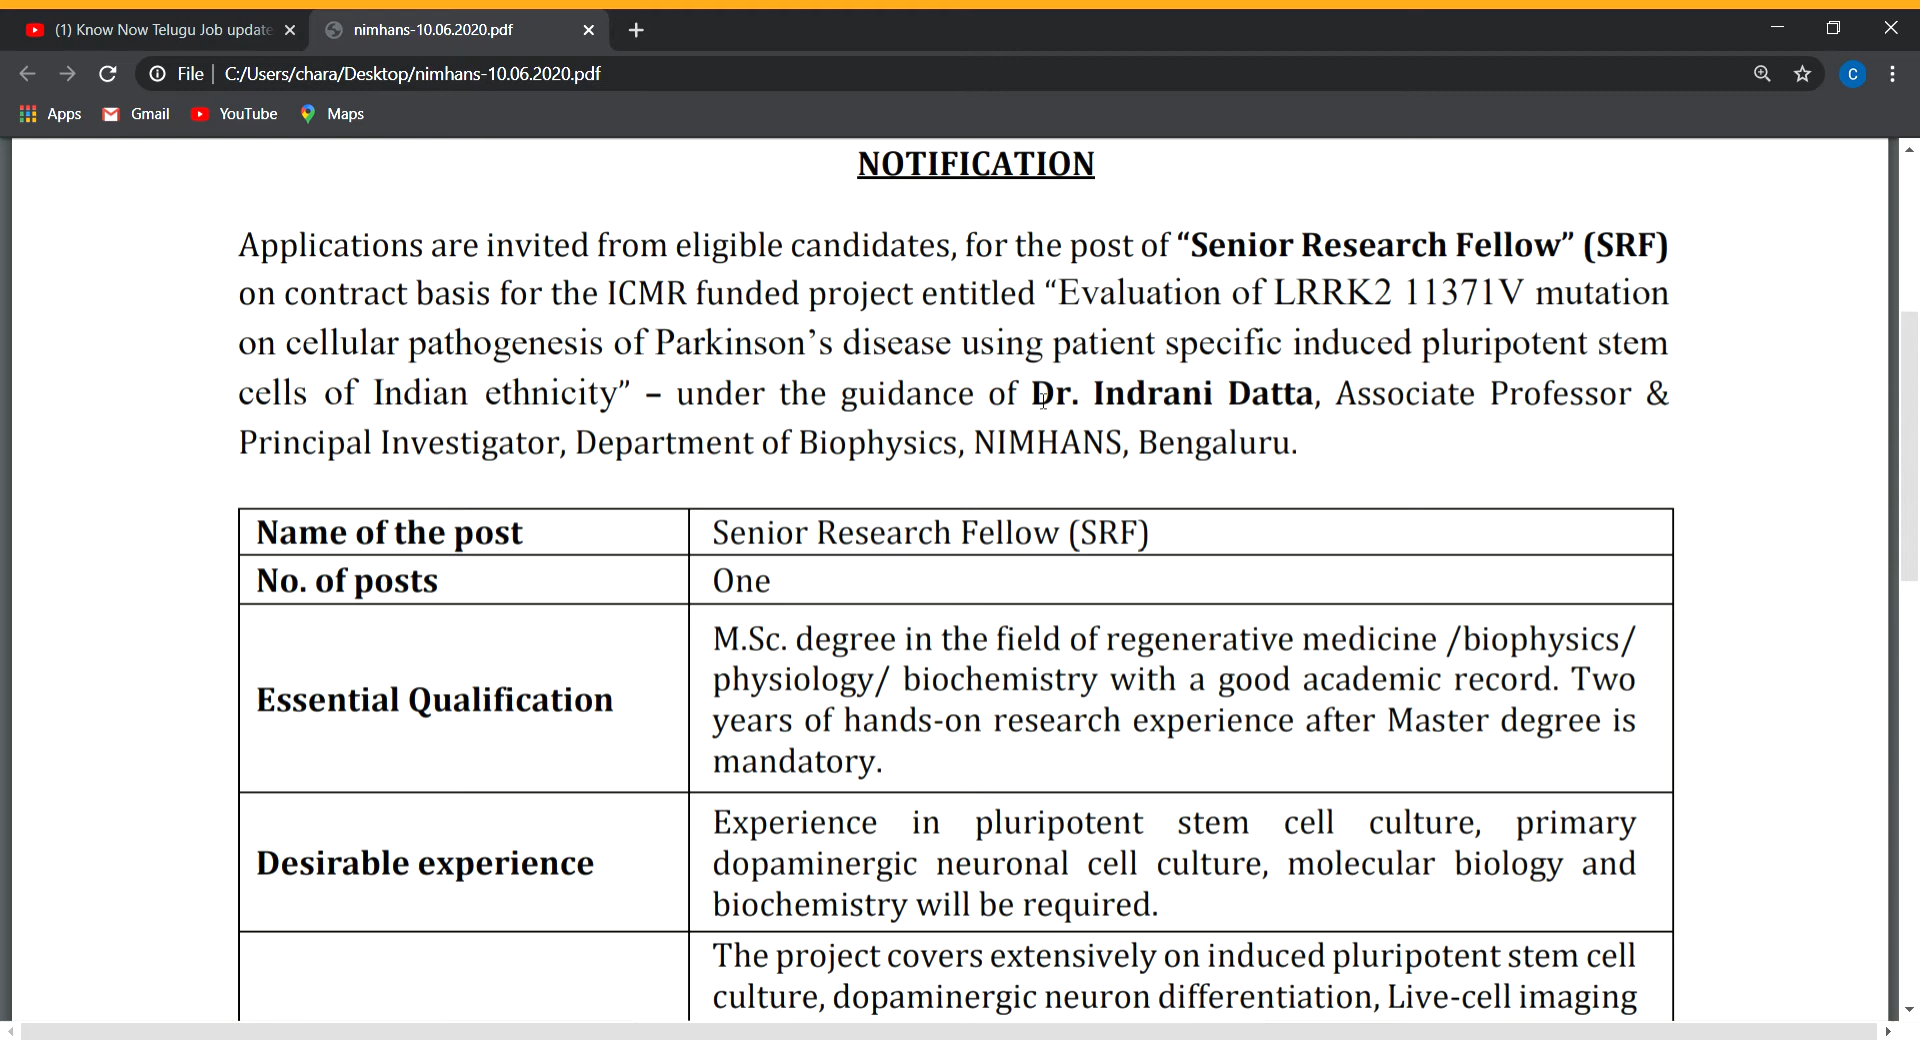 (1) Know Now Telugu Job update
nimhans-10.06.2020.pdf
File
C:/Users/chara/Desktop/nimhans-10.06.2020.pdf
C
Apps
Gmail
YouTube
Maps
NOTIFICATION
Applications are invited from eligible candidates, for the post of “Senior Research Fellow” (SRF)
on contract basis for the ICMR funded project entitled “Evaluation of LRRK2 11371V mutation
on cellular pathogenesis of Parkinson’s disease using patient specific induced pluripotent stem
cells of Indian ethnicity” – under the guidance of Dr. Indrani Datta, Associate Professor &
Principal Investigator, Department of Biophysics, NIMHANS, Bengaluru.
Name of the post
Senior Research Fellow (SRF)
No. of posts
One
Essential Qualification
M.Sc. degree in the field of regenerative medicine /biophysics/
physiology/ biochemistry with a good academic record. Two
years of hands-on research experience after Master degree is
mandatory.
Desirable experience
Experience in pluripotent stem cell culture, primary
dopaminergic neuronal cell culture, molecular biology and
biochemistry will be required.
The project covers extensively on induced pluripotent stem cell
culture, dopaminergic neuron differentiation, Live-cell imaging